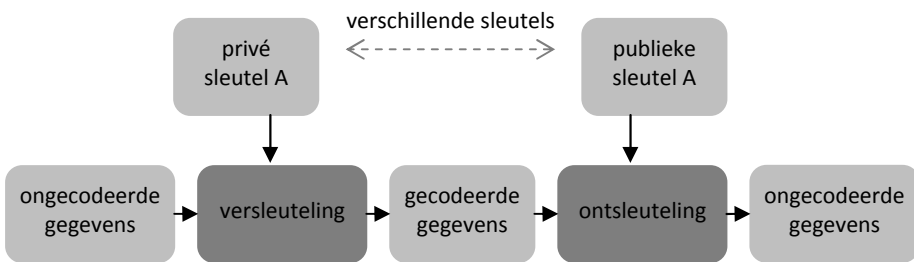 verschillende sleutels
privé
sleutel A
publieke
sleutel A
ongecodeerde
gegevens
versleuteling
gecodeerde
gegevens
ontsleuteling
ongecodeerde
gegevens